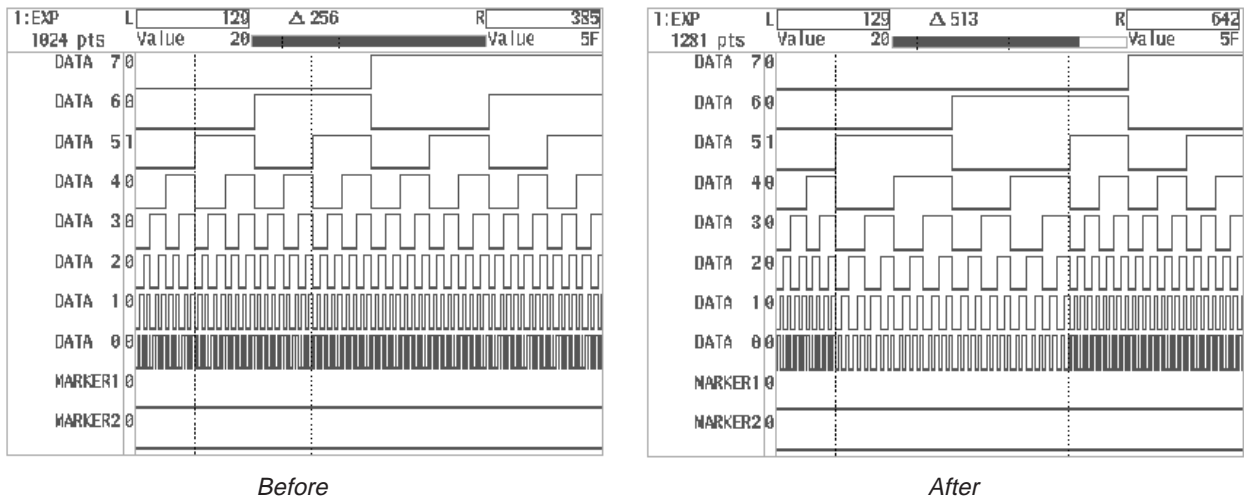 1:EXP L 129 Δ 256 R 385
1024 pts Value 20 Value 5F
DATA 7 0
DATA 6 0
DATA 5 1
DATA 4 0
DATA 3 0
DATA 2 0
DATA 1 0
DATA 0 0
MARKER1 0
MARKER2 0
Before
1:EXP L 129 Δ 513 R 642
1281 pts Value 20 Value 5F
DATA 7 0
DATA 6 0
DATA 5 1
DATA 4 0
DATA 3 0
DATA 2 0
DATA 1 0
DATA 0 0
MARKER1 0
MARKER2 0
After